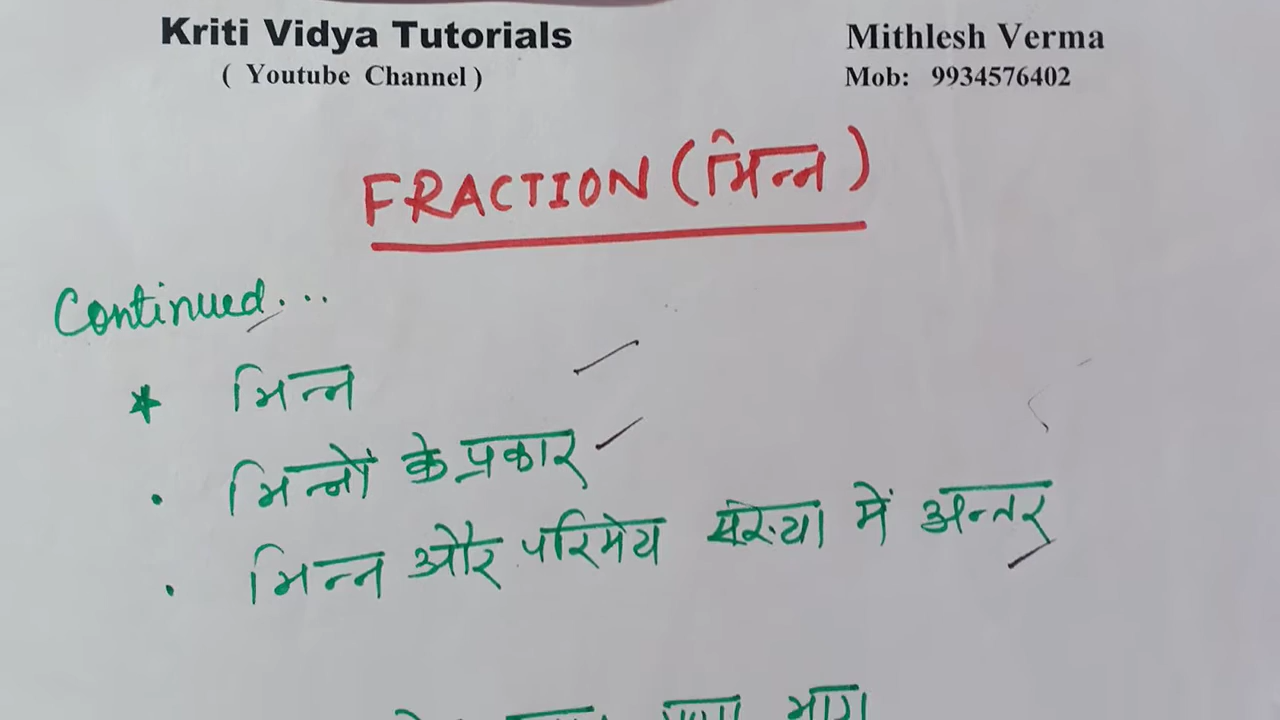 Kriti Vidya Tutorials
( Youtube Channel )
Mithlesh Verma
Mob: 9934576402
FRACTION (भिन्न)
Continued...
* भिन्न
. भिन्नों के प्रकार
. भिन्न और परिमेय संख्या में अन्तर
भाग